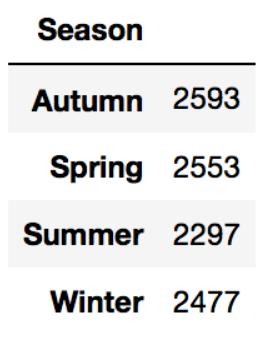 Season
Autumn 2593
Spring 2553
Summer 2297
Winter 2477